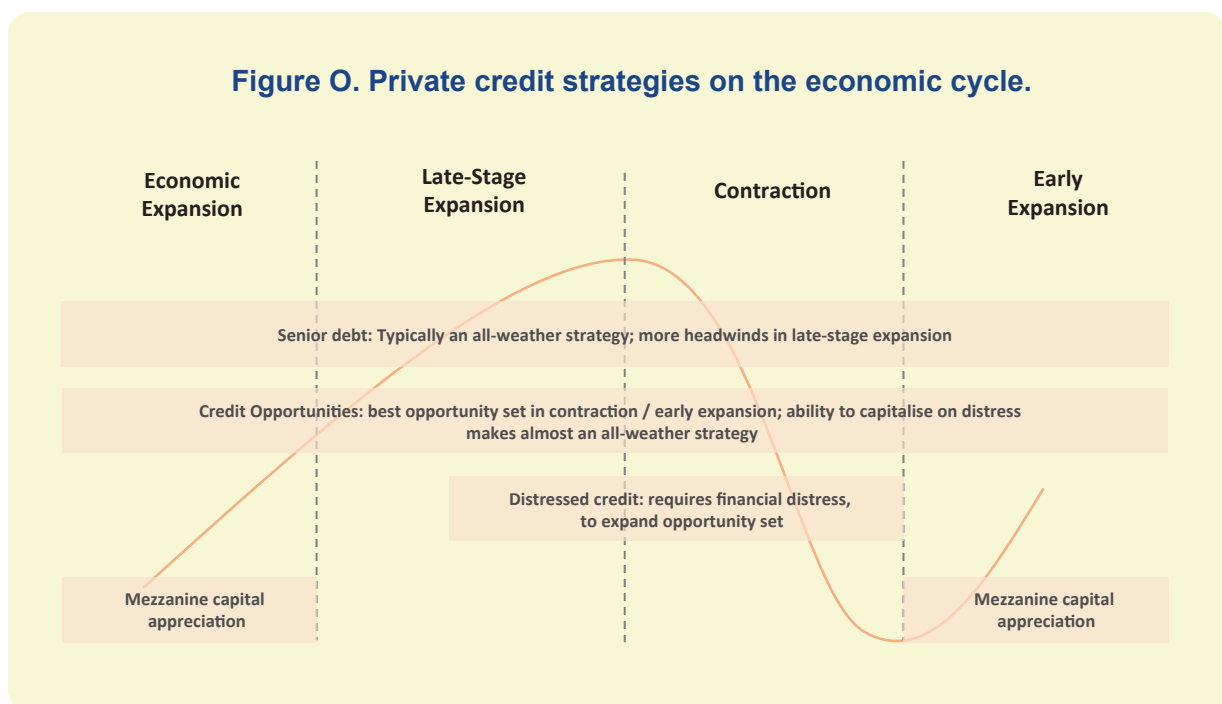 Figure O. Private credit strategies on the economic cycle.
Economic
Expansion
Late-Stage
Expansion
Contraction
Early
Expansion
Senior debt: Typically an all-weather strategy; more headwinds in late-stage expansion
Credit Opportunities: best opportunity set in contraction / early expansion; ability to capitalise on distress
makes almost an all-weather strategy
Distressed credit: requires financial distress,
to expand opportunity set
Mezzanine capital
appreciation
Mezzanine capital
appreciation